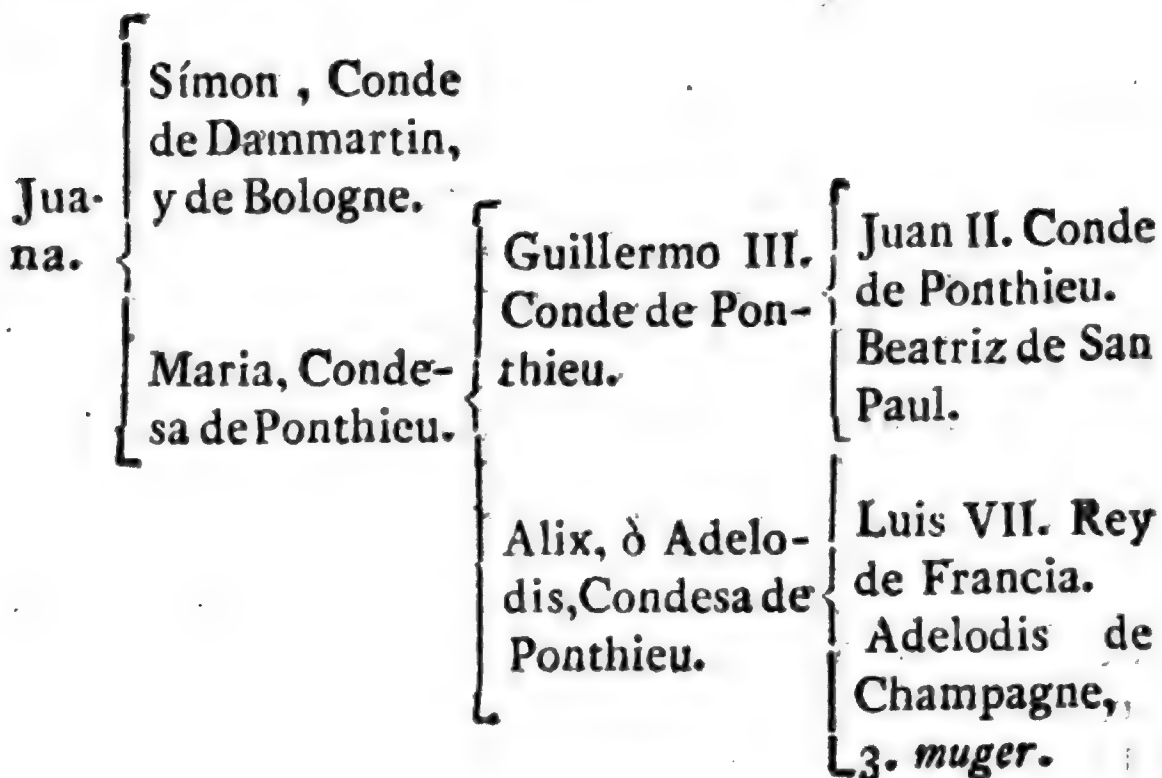 Jua-
na.
Símon , Conde
de Dammartin,
y de Bologne.
Maria, Conde-
sa de Ponthieu.
Guillermo III.
Conde de Pon-
thieu.
Alix, ò Adelo-
dis, Condesa de
Ponthieu.
Juan II. Conde
de Ponthieu.
Beatriz de San
Paul.
Luis VII. Rey
de Francia.
Adelodis de
Champagne,
3. muger.